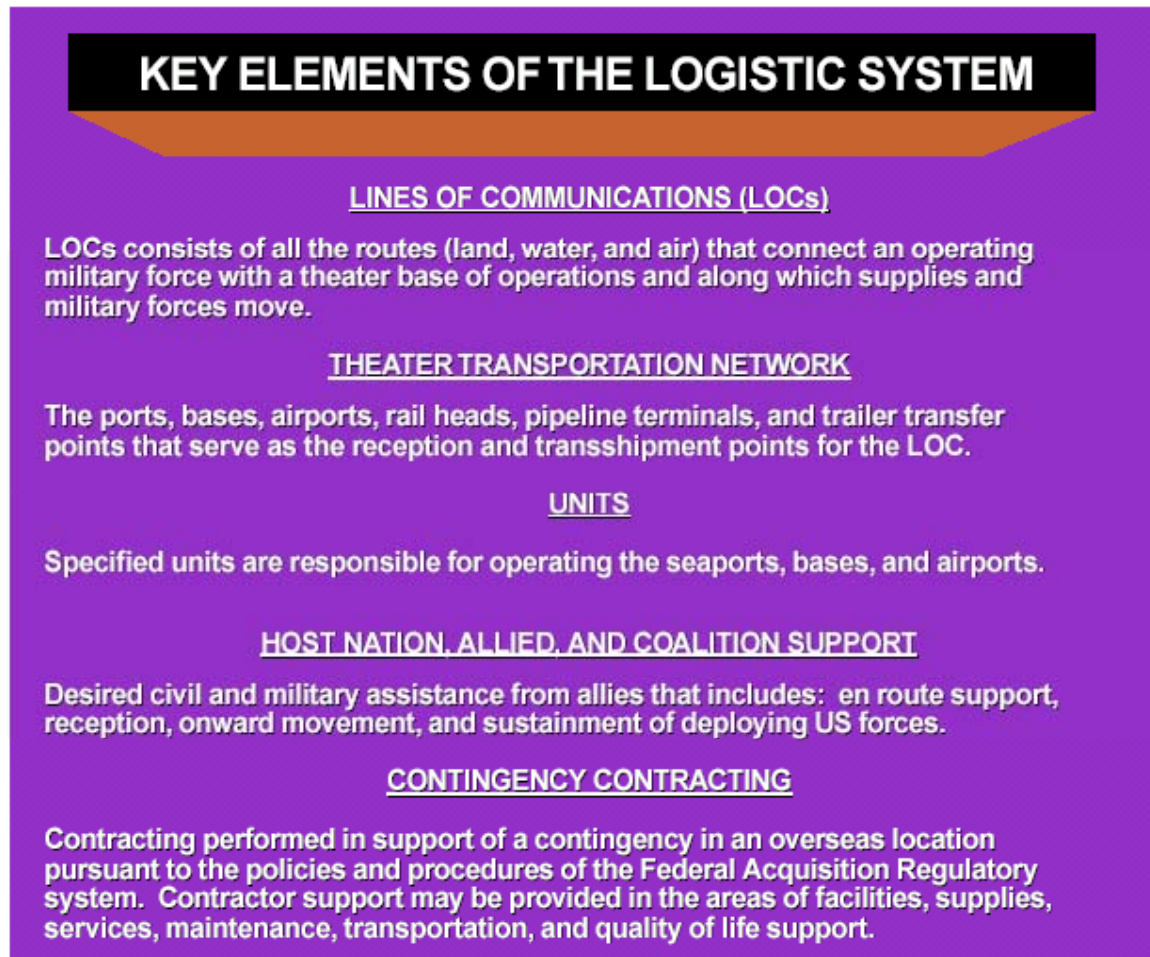 KEY ELEMENTS OF THE LOGISTIC SYSTEM
LINES OF COMMUNICATIONS (LOCs)
LOCs consists of all the routes (land, water, and air) that connect an operating
military force with a theater base of operations and along which supplies and
military forces move.
THEATER TRANSPORTATION NETWORK
The ports, bases, airports, rail heads, pipeline terminals, and trailer transfer
points that serve as the reception and transshipment points for the LOC.
UNITS
Specified units are responsible for operating the seaports, bases, and airports.
HOST NATION, ALLIED, AND COALITION SUPPORT
Desired civil and military assistance from allies that includes: en route support,
reception, onward movement, and sustainment of deploying US forces.
CONTINGENCY CONTRACTING
Contracting performed in support of a contingency in an overseas location
pursuant to the policies and procedures of the Federal Acquisition Regulatory
system. Contractor support may be provided in the areas of facilities, supplies,
services, maintenance, transportation, and quality of life support.